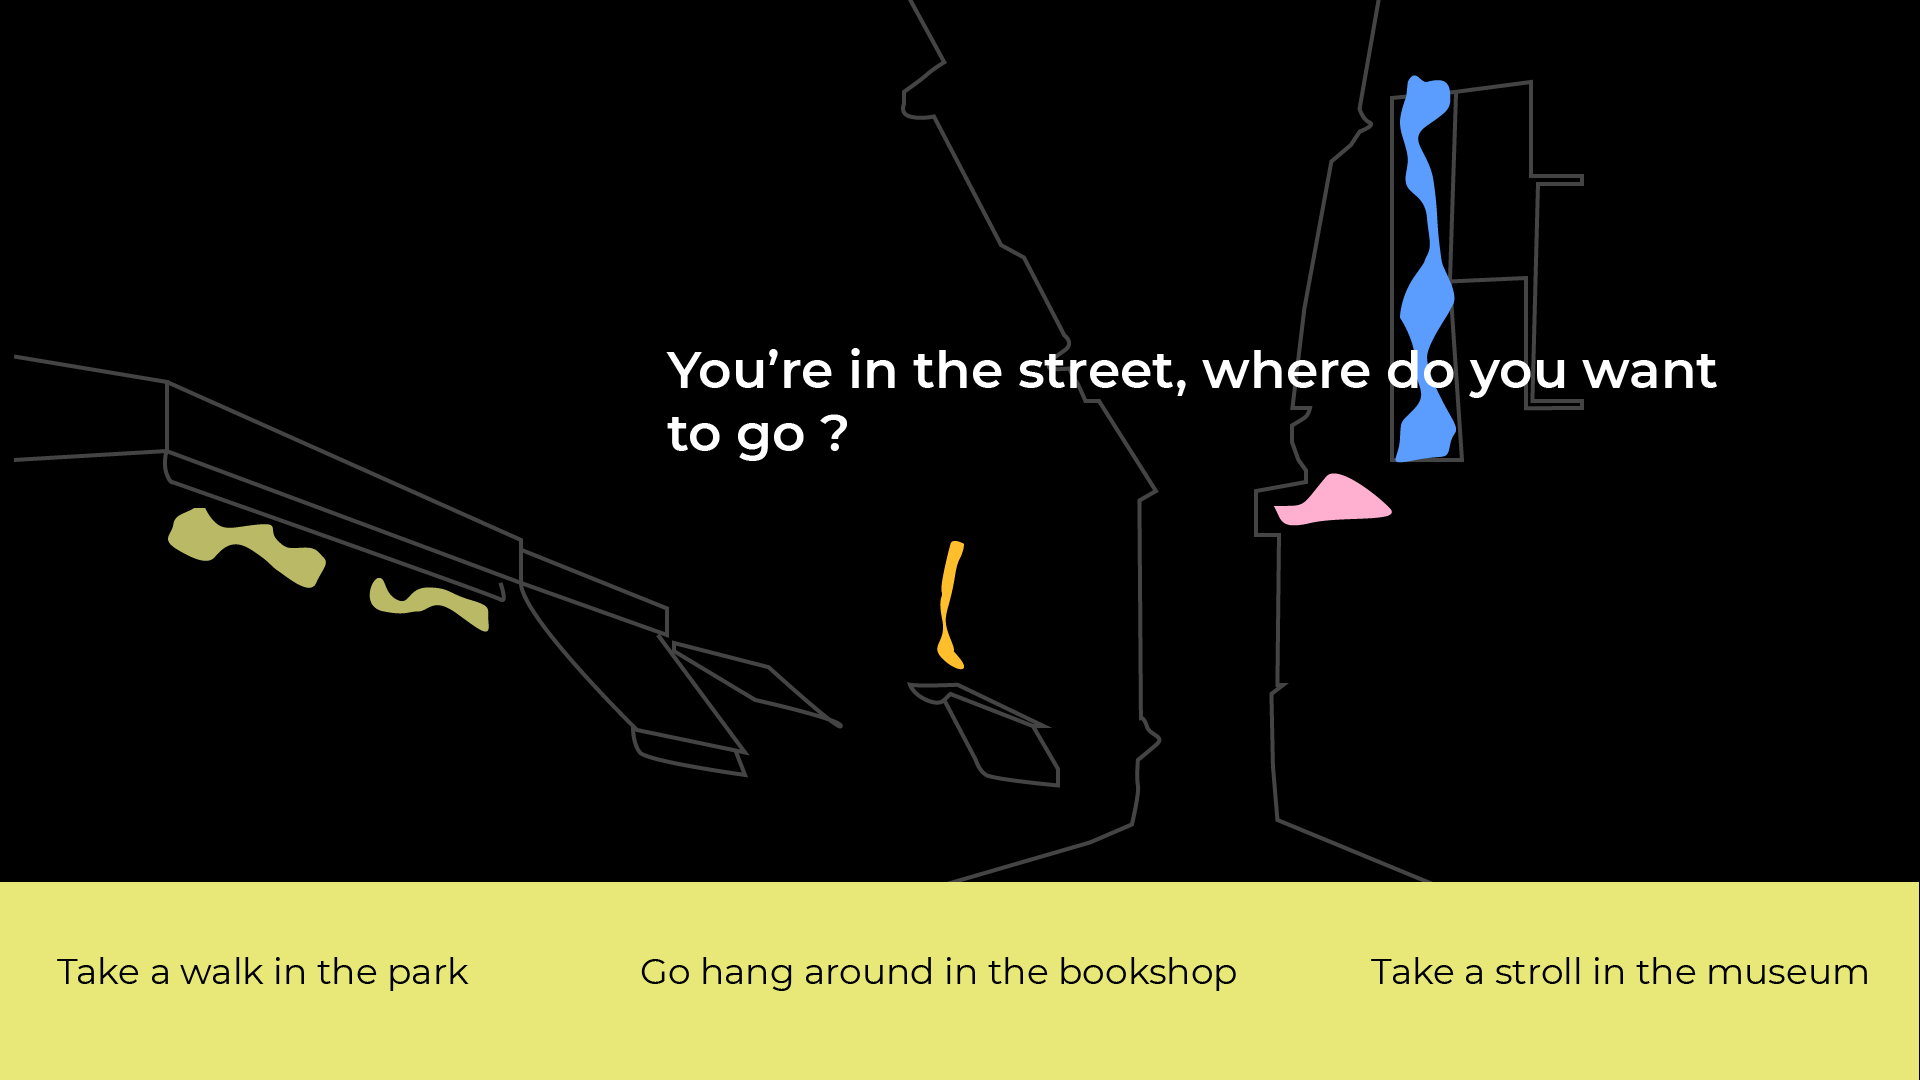 You’re in the street, where do you want
to go ?
Take a walk in the park
Go hang around in the bookshop
Take a stroll in the museum